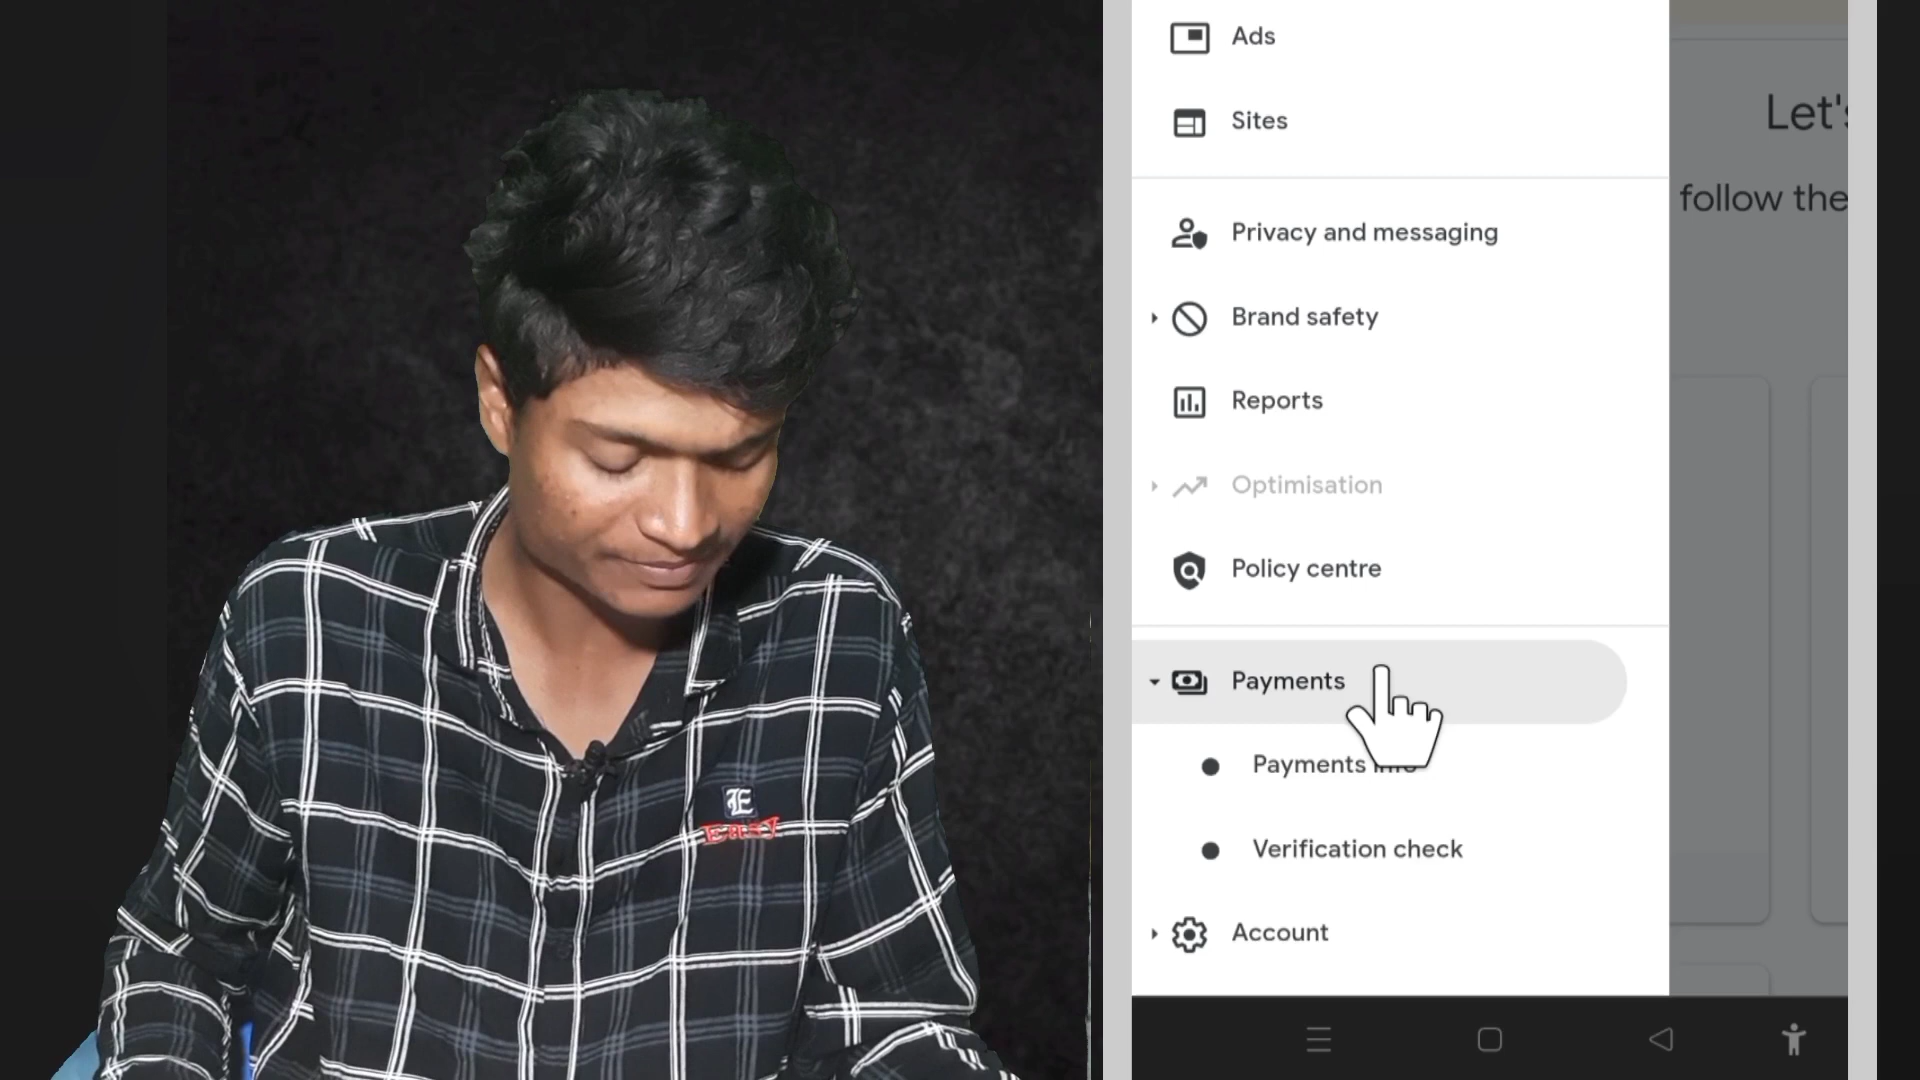 Ads
Let's
Sites
follow the
Privacy and messaging
Brand safety
Reports
Optimisation
Policy centre
Payments
Payments info
E
Verification check
Account